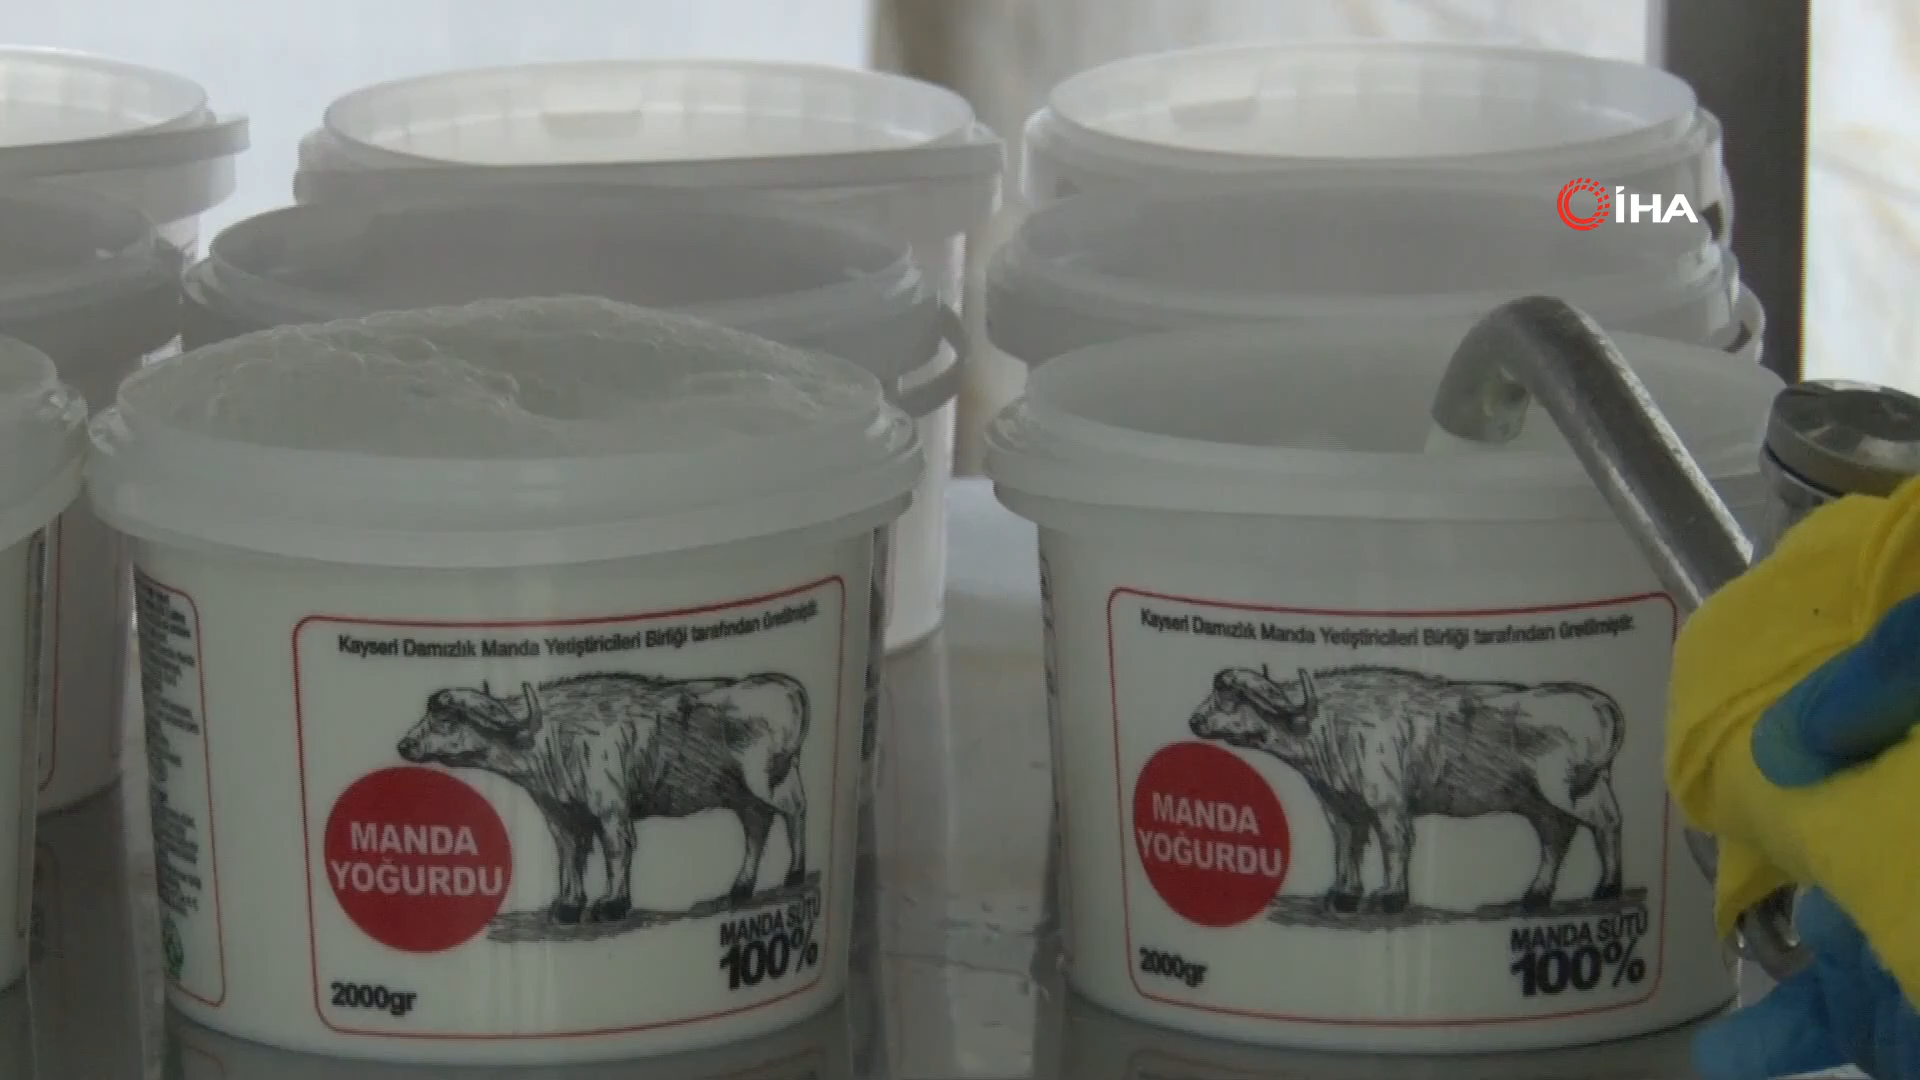 İHA
Kayseri Damızlık Manda Yetiştiricileri Birliği tarafından üretilmiştir.
MANDA
YOĞURDU
MANDA SÜTÜ
100%
2000gr
Kayseri Damızlık Manda Yetiştiricileri Birliği tarafından üretilmiştir.
MANDA
YOĞURDU
MANDA SÜTÜ
100%
2000gr